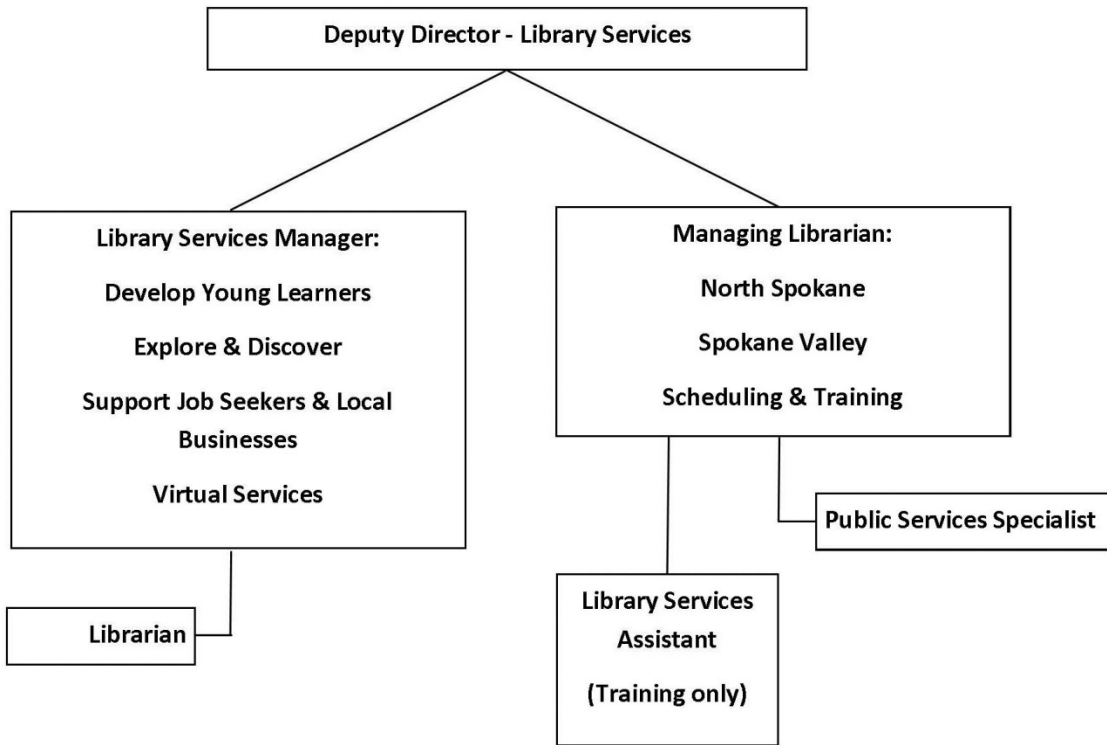 Deputy Director - Library Services
Library Services Manager:
Develop Young Learners
Explore & Discover
Support Job Seekers & Local
Businesses
Virtual Services
Managing Librarian:
North Spokane
Spokane Valley
Scheduling & Training
Public Services Specialist
Librarian
Library Services
Assistant
(Training only)